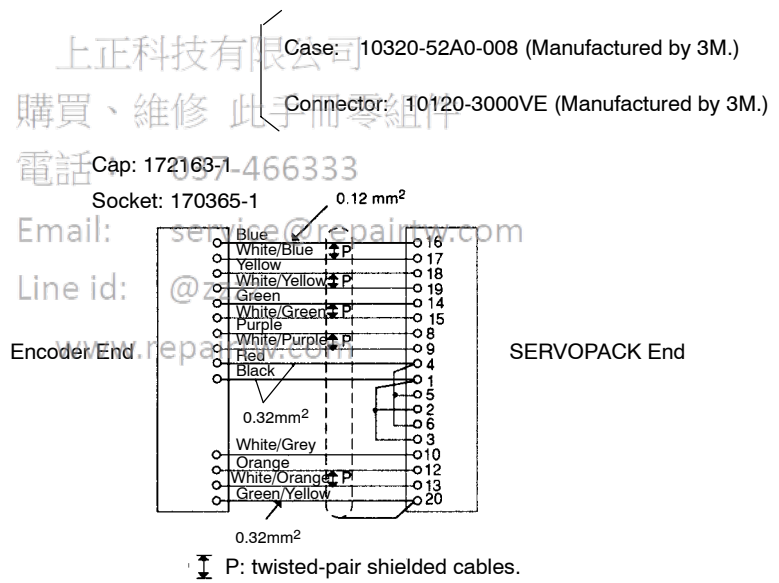 Case: 10320-52A0-008 (Manufactured by 3M.)
上正科技有限公司
Connector: 10120-3000VE (Manufactured by 3M.)
購買、維修 此手冊零組件
Cap: 172163-1
電話: 037-466333
Socket: 170365-1
0.12 mm²
Email: service@repairtw.com
Blue
16
White/Blue
P
17
Yellow
18
Line id: @zzz
White/Yellow
P
19
Green
14
White/Green
P
15
Purple
8
White/Purple
P
9
www.repairtw.com
Encoder End
SERVOPACK End
Red
4
Black
1
5
2
0.32mm²
6
3
White/Grey
10
Orange
12
White/Orange
P
13
Green/Yellow
20
0.32mm²
P: twisted-pair shielded cables.